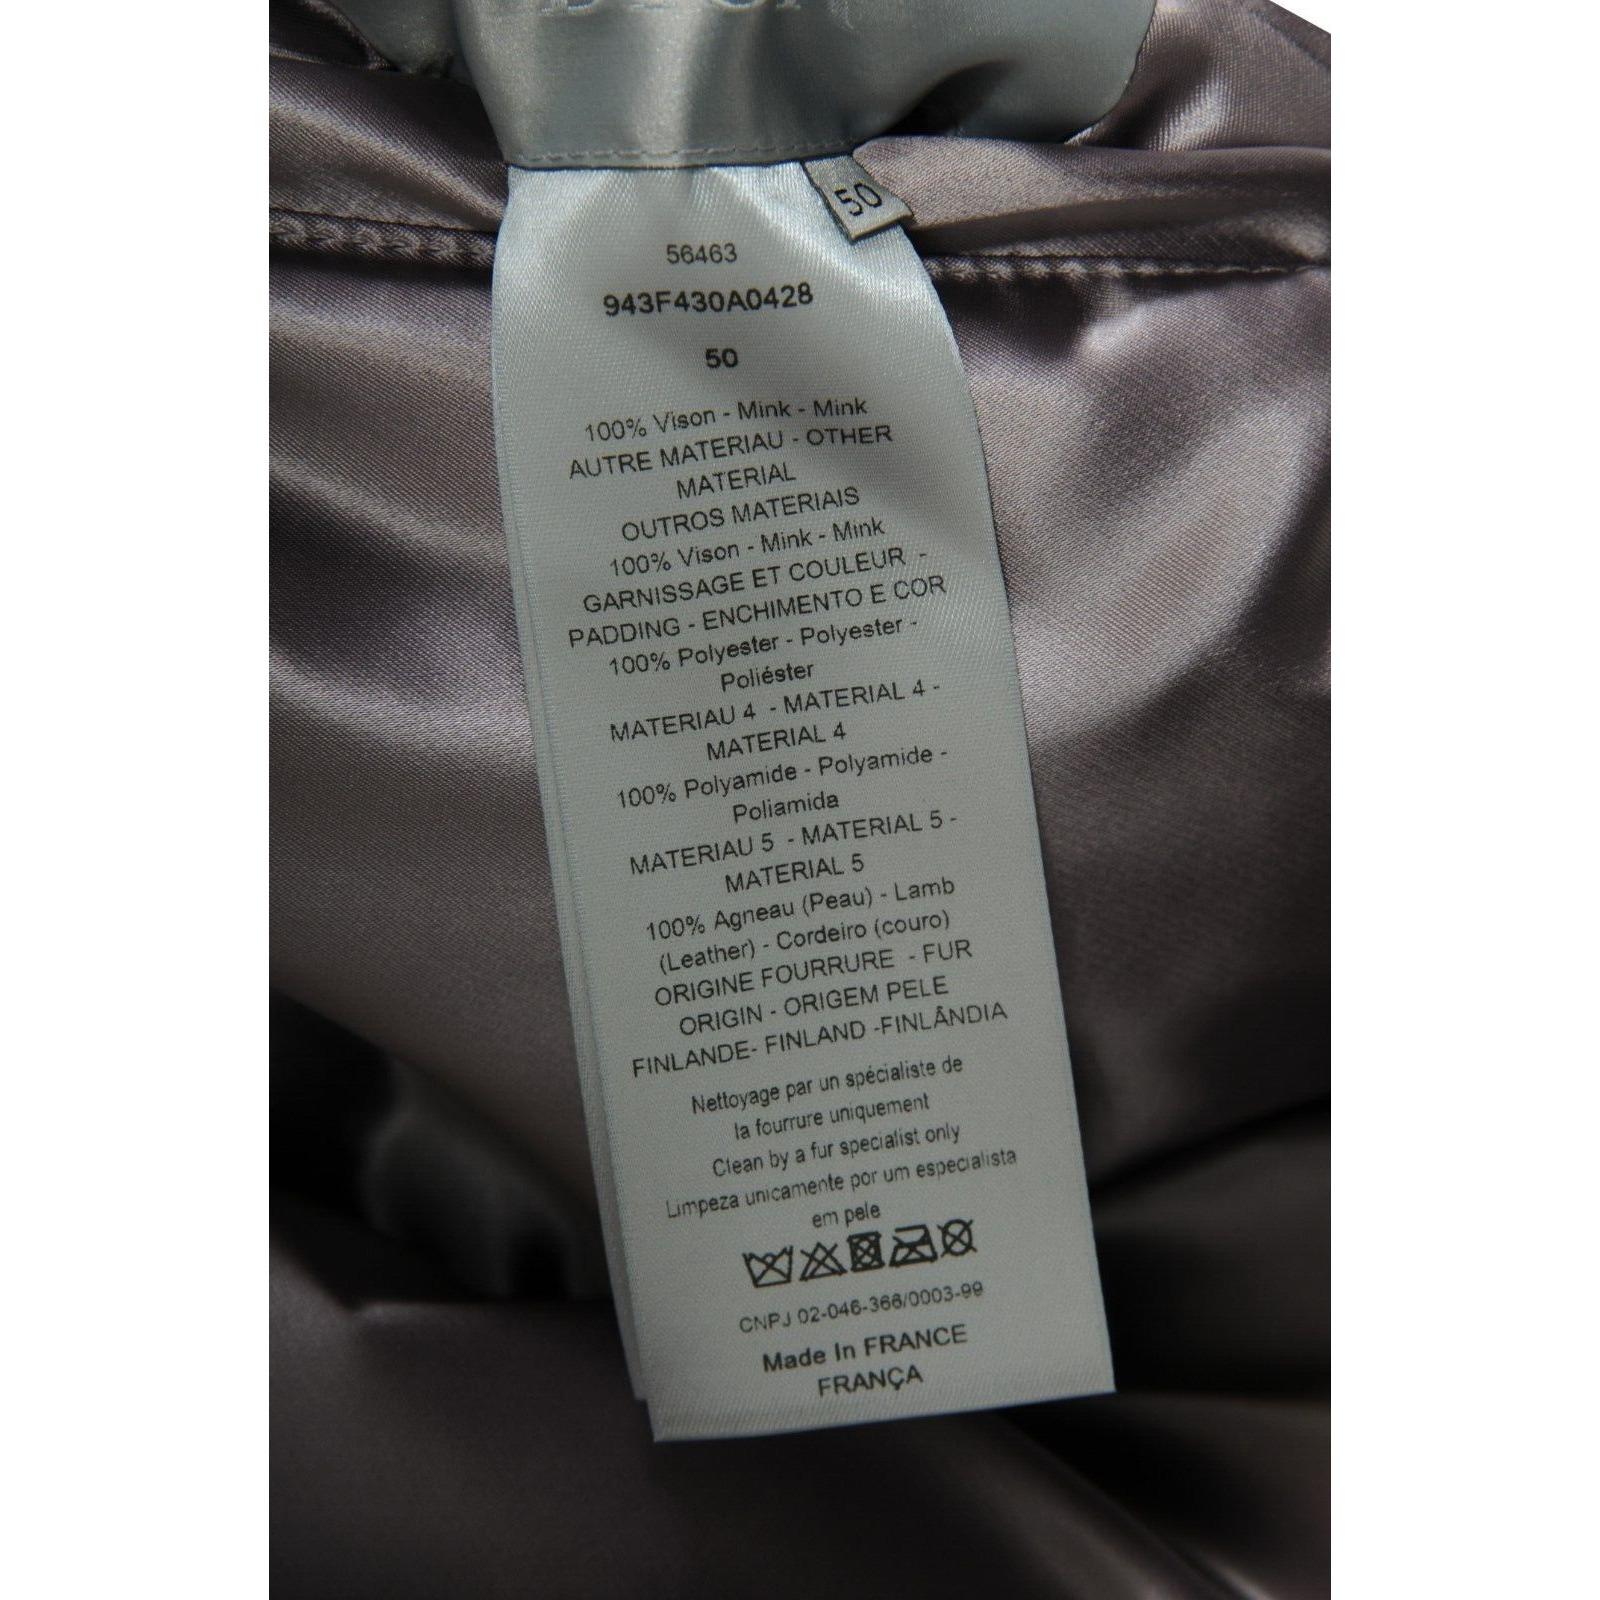 50
56463
943F430A0428
50
100% Vison - Mink - Mink
AUTRE MATERIAU - OTHER
MATERIAL
OUTROS MATERIAIS
100% Vison - Mink - Mink
GARNISSAGE ET COULEUR -
PADDING - ENCHIMENTO E COR
100% Polyester - Polyester -
Poliéster
MATERIAU 4 - MATERIAL 4 -
MATERIAL 4
100% Polyamide - Polyamide -
Poliamida
MATERIAU 5 - MATERIAL 5 -
MATERIAL 5
100% Agneau (Peau) - Lamb
(Leather) - Cordeiro (couro)
ORIGINE FOURRURE - FUR
ORIGIN - ORIGEM PELE
FINLANDE- FINLAND -FINLÂNDIA
Nettoyage par un spécialiste de
la fourrure uniquement
Clean by a fur specialist only
Limpeza unicamente por um especialista
em pele
CNPJ 02-046-366/0003-99
Made In FRANCE
FRANÇA